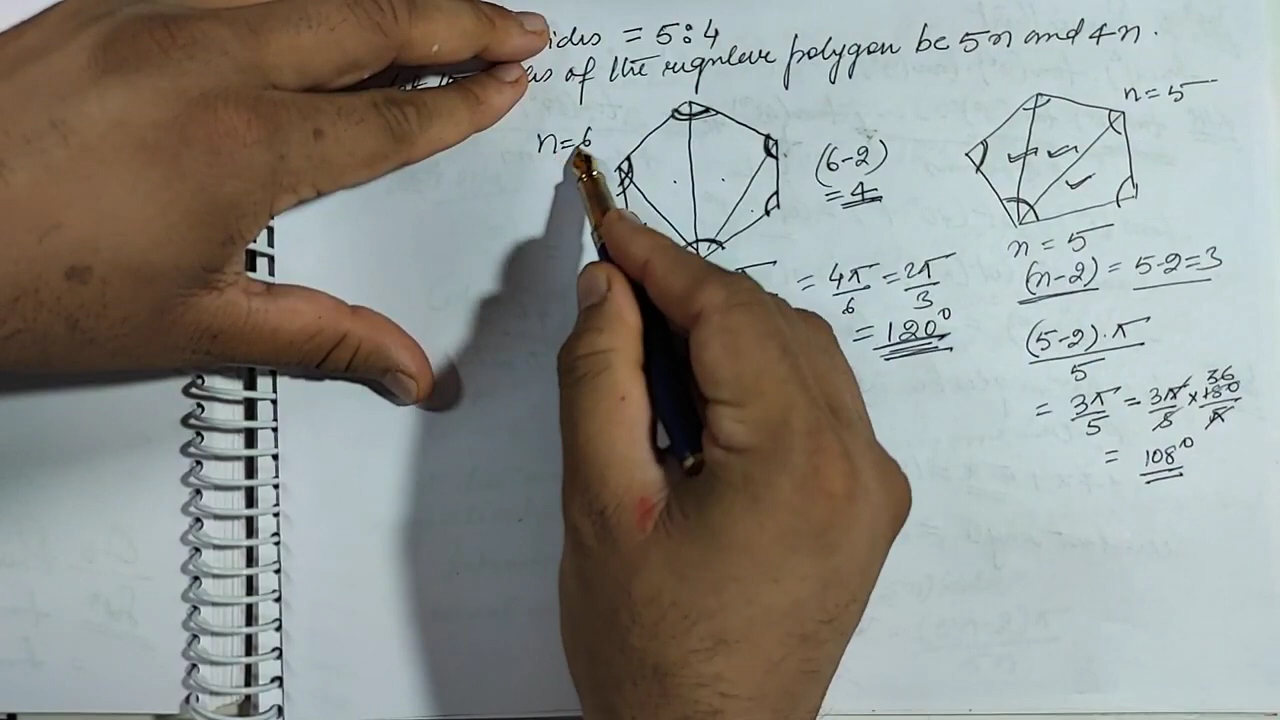 = 5:4
of the regular polygon be 5n and 4n.
n=6
(6-2)
= 4
= 4π/6 = 2π/3
= 120°
n = 5
n = 5
(n-2) = 5-2=3
(5-2).π/5
= 3π/5 = 3π/5 × 180/π 36
= 108°